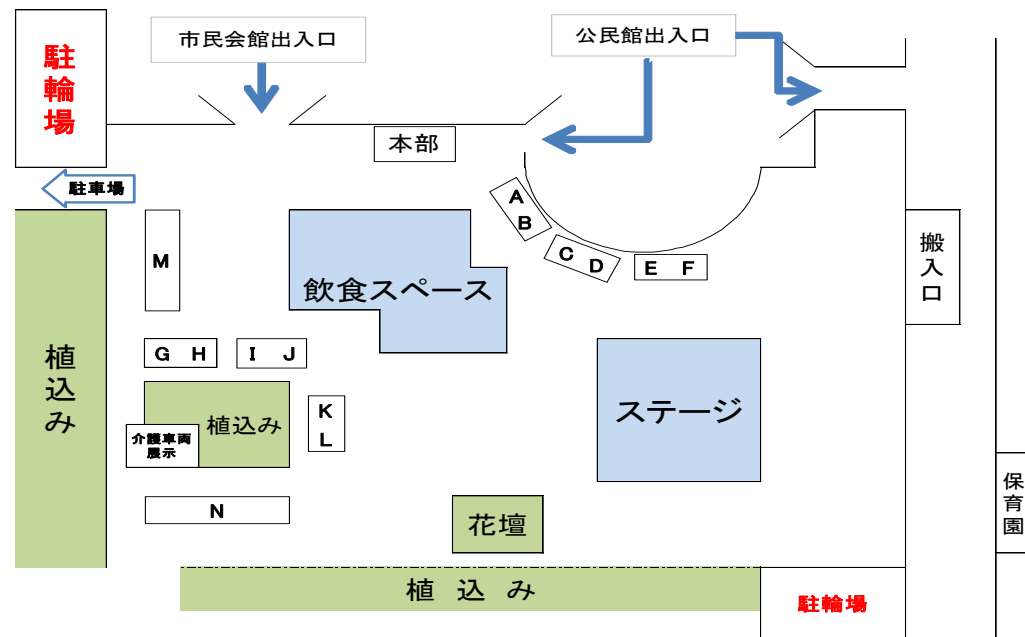 駐輪場
市民会館出入口
公民館出入口
本部
駐車場
A
B
C D
E F
搬入口
M
飲食スペース
植込み
G H
I J
ステージ
K
L
植込み
介護車両
展示
N
花壇
保育園
植込み
駐輪場